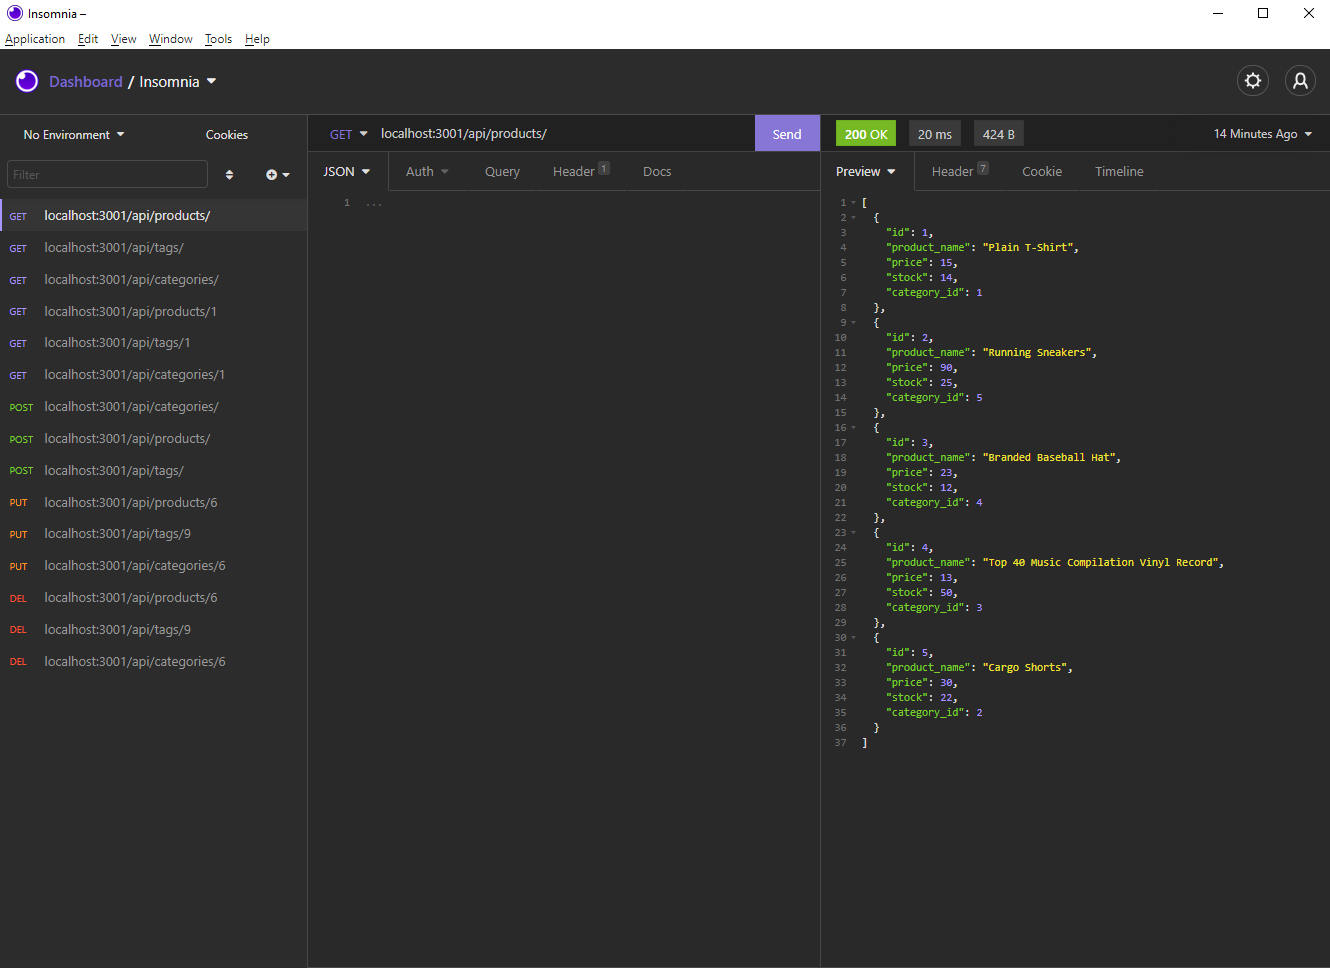 Insomnia –
Application Edit View Window Tools Help
Dashboard / Insomnia
No Environment Cookies
Filter
GET localhost:3001/api/products/
GET localhost:3001/api/tags/
GET localhost:3001/api/categories/
GET localhost:3001/api/products/1
GET localhost:3001/api/tags/1
GET localhost:3001/api/categories/1
POST localhost:3001/api/categories/
POST localhost:3001/api/products/
POST localhost:3001/api/tags/
PUT localhost:3001/api/products/6
PUT localhost:3001/api/tags/9
PUT localhost:3001/api/categories/6
DEL localhost:3001/api/products/6
DEL localhost:3001/api/tags/9
DEL localhost:3001/api/categories/6
GET localhost:3001/api/products/ Send
JSON Auth Query Header 1 Docs
1 ...
200 OK 20 ms 424 B 14 Minutes Ago
Preview Header 7 Cookie Timeline
1 [
2 {
3 "id": 1,
4 "product_name": "Plain T-Shirt",
5 "price": 15,
6 "stock": 14,
7 "category_id": 1
8 },
9 {
10 "id": 2,
11 "product_name": "Running Sneakers",
12 "price": 90,
13 "stock": 25,
14 "category_id": 5
15 },
16 {
17 "id": 3,
18 "product_name": "Branded Baseball Hat",
19 "price": 23,
20 "stock": 12,
21 "category_id": 4
22 },
23 {
24 "id": 4,
25 "product_name": "Top 40 Music Compilation Vinyl Record",
26 "price": 13,
27 "stock": 50,
28 "category_id": 3
29 },
30 {
31 "id": 5,
32 "product_name": "Cargo Shorts",
33 "price": 30,
34 "stock": 22,
35 "category_id": 2
36 }
37 ]